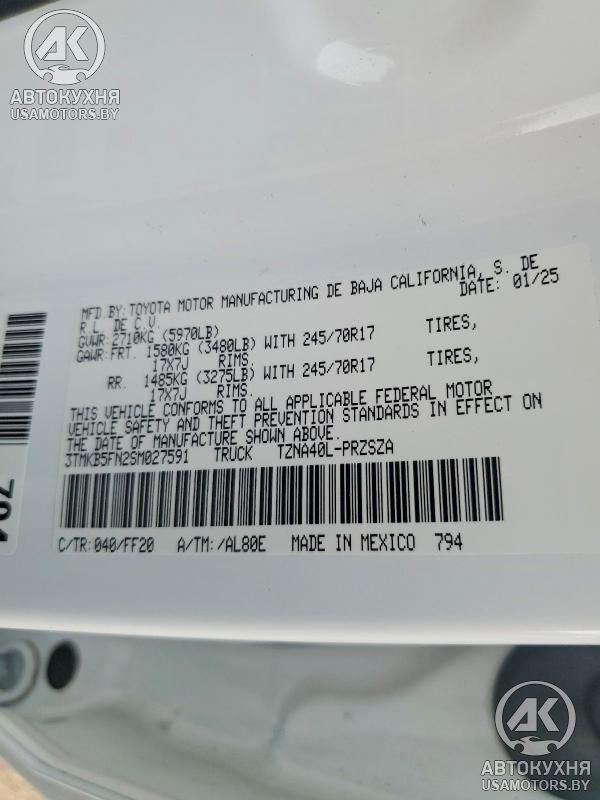 AK
АВТОКУХНЯ
USAMOTORS.BY
MFD.BY:TOYOTA MOTOR MANUFACTURING DE BAJA CALIFORNIA, S. DE
R.L. DE C.V. DATE: 01/25
GVWR:2710KG (5970LB)
GAWR:FRT. 1580KG (3480LB) WITH 245/70R17 TIRES,
17X7J RIMS.
RR. 1485KG (3275LB) WITH 245/70R17 TIRES,
17X7J RIMS.
THIS VEHICLE CONFORMS TO ALL APPLICABLE FEDERAL MOTOR
VEHICLE SAFETY AND THEFT PREVENTION STANDARDS IN EFFECT ON
THE DATE OF MANUFACTURE SHOWN ABOVE.
3TMKB5FN2SM027591 TRUCK TZNA40L-PRZSZA
C/TR:040/FF20 A/TM:/AL80E MADE IN MEXICO 794
794
AK
АВТОКУХНЯ
USAMOTORS.BY